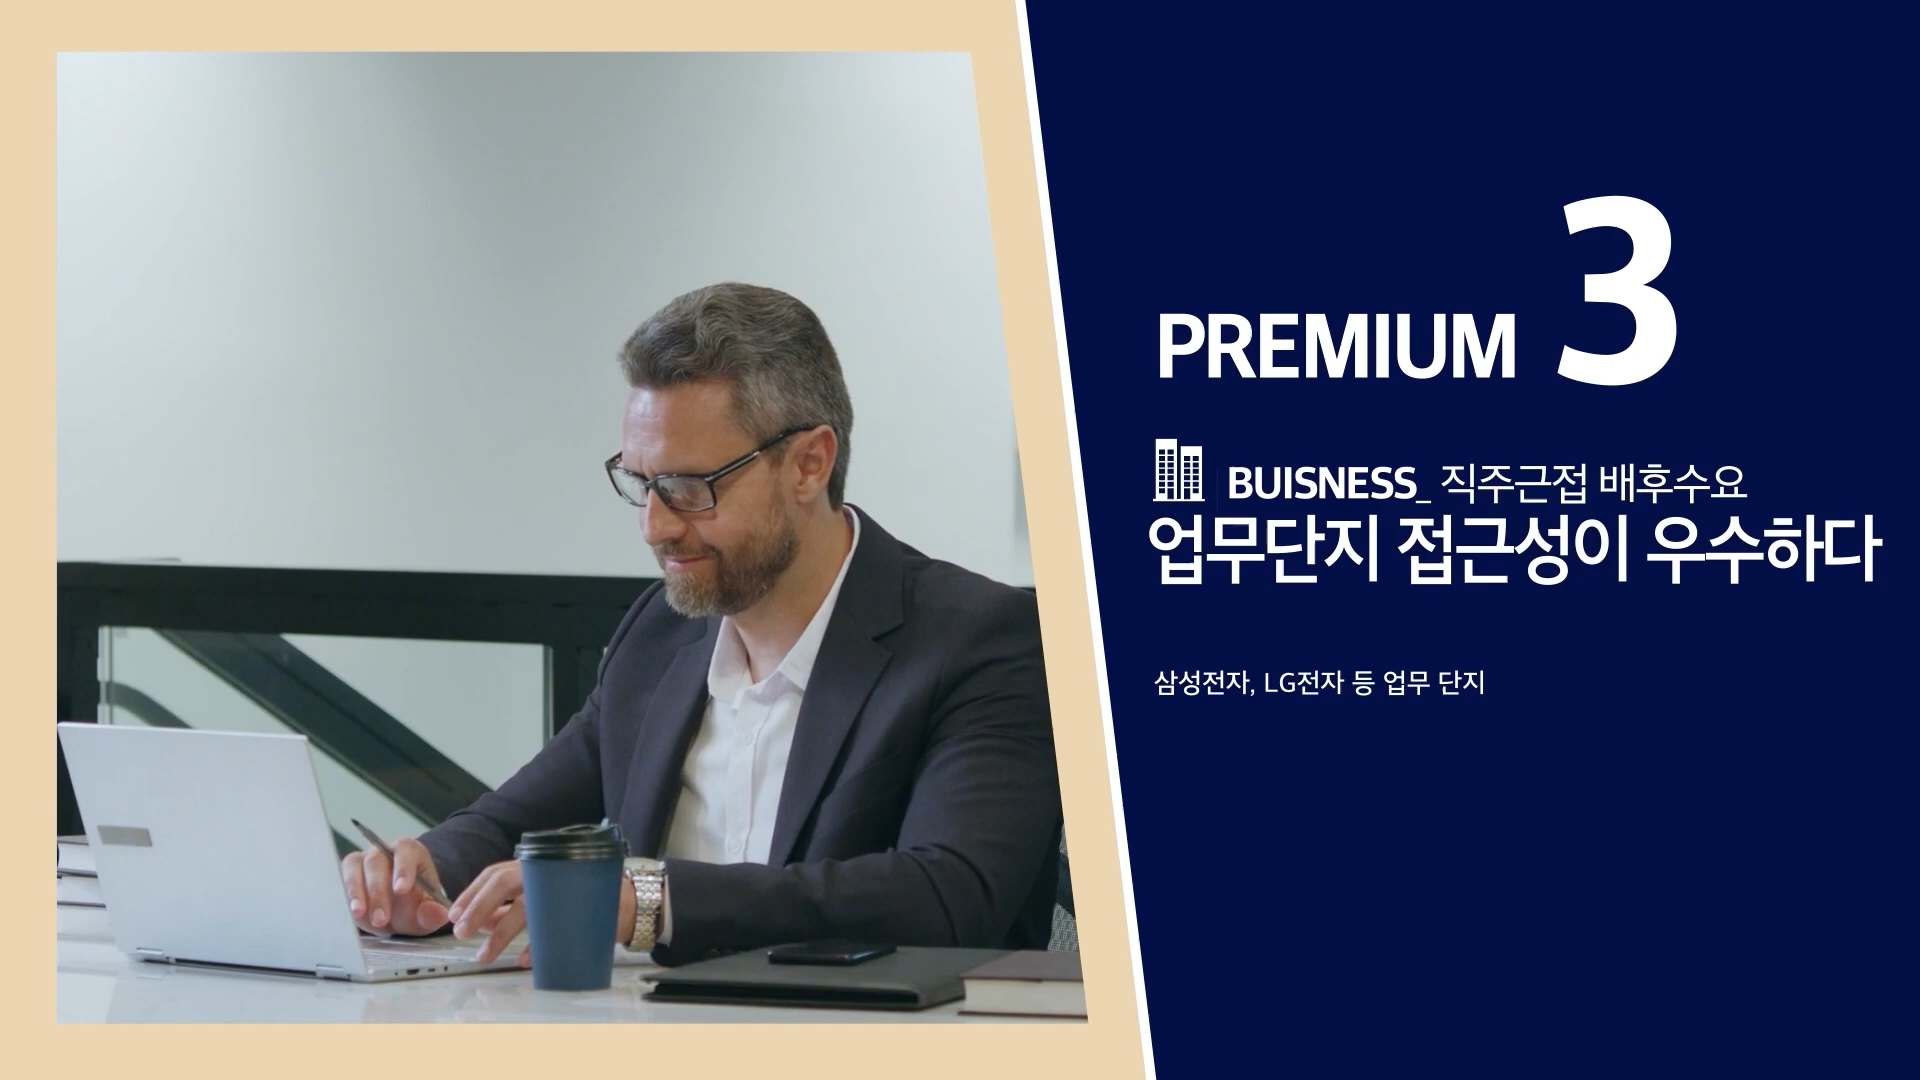 PREMIUM 3
BUISNESS_ 직주근접 배후수요
업무단지 접근성이 우수하다
삼성전자, LG전자 등 업무 단지